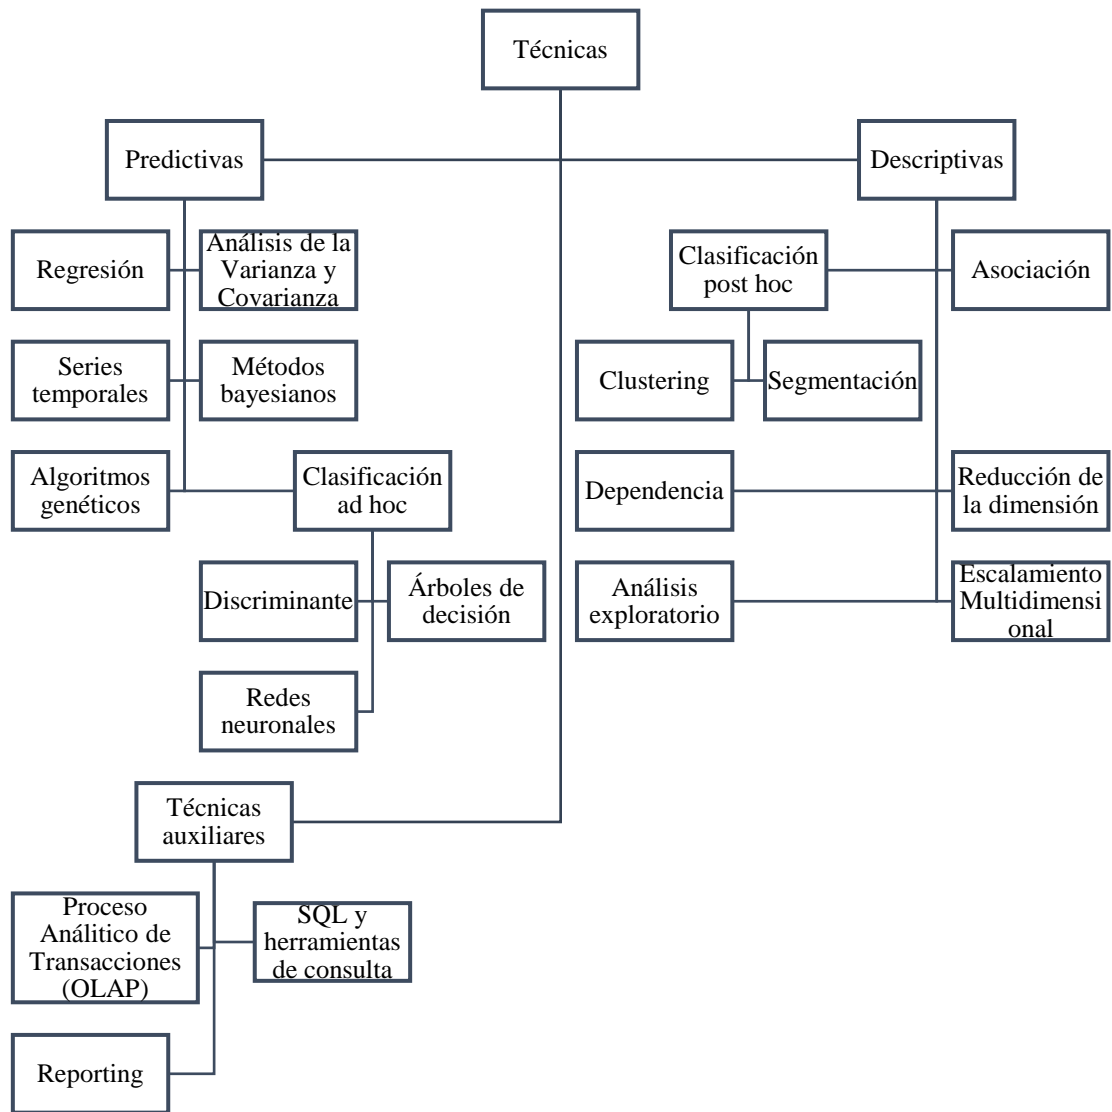 Técnicas
Predictivas
Descriptivas
Regresión
Análisis de la
Varianza y
Covarianza
Clasificación
post hoc
Asociación
Series
temporales
Métodos
bayesianos
Clustering
Segmentación
Algoritmos
genéticos
Clasificación
ad hoc
Dependencia
Reducción de
la dimensión
Discriminante
Árboles de
decisión
Análisis
exploratorio
Escalamiento
Multidimensi
onal
Redes
neuronales
Técnicas
auxiliares
Proceso
Análitico de
Transacciones
(OLAP)
SQL y
herramientas
de consulta
Reporting